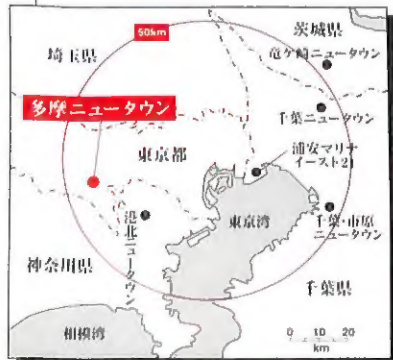 茨城県
50km
埼玉県
竜ケ崎ニュータウン
多摩ニュータウン
千葉ニュータウン
東京都
浦安マリナ
イースト21
港北ニュータウン
東京湾
千葉・市原
ニュータウン
神奈川県
千葉県
相模湾
0 10 20
km